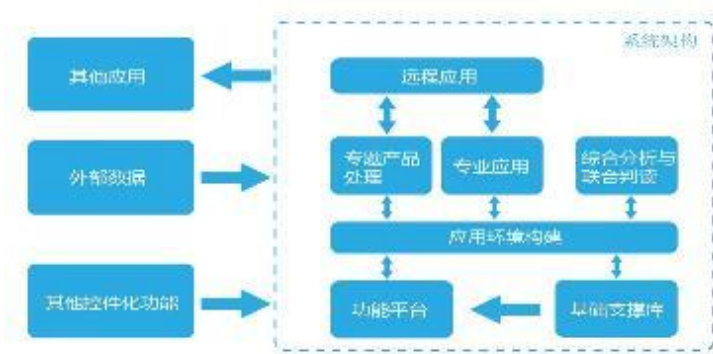 系统架构
其他应用
远程应用
专题产品
处理
专业应用
综合分析与
联合判读
外部数据
应用环境构建
其他控件化功能
功能平台
基础支撑库